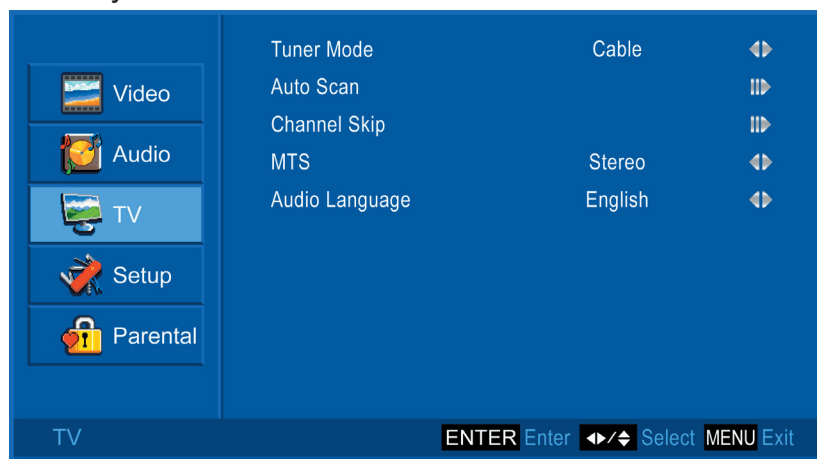 Video
Audio
TV
Setup
Parental
Tuner Mode Cable
Auto Scan
Channel Skip
MTS Stereo
Audio Language English
TV ENTER Enter / Select MENU Exit